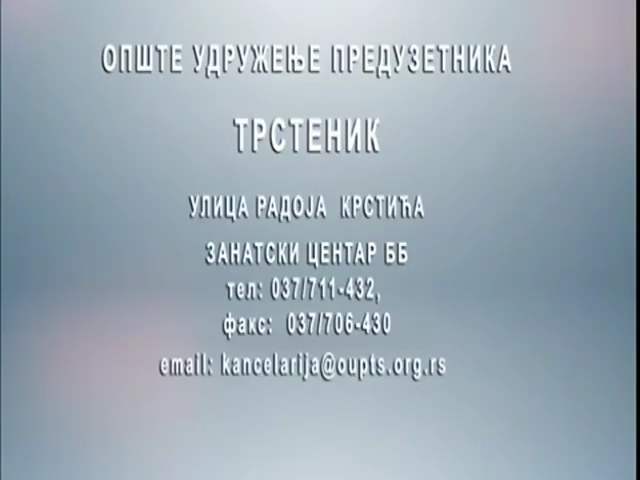 ОПШТЕ УДРУЖЕЊЕ ПРЕДУЗЕТНИКА
ТРСТЕНИК
УЛИЦА РАДОЈА КРСТИЋА
ЗАНАТСКИ ЦЕНТАР ББ
тел: 037/711-432,
факс: 037/706-430
email: kancelarija@oupts.org.rs